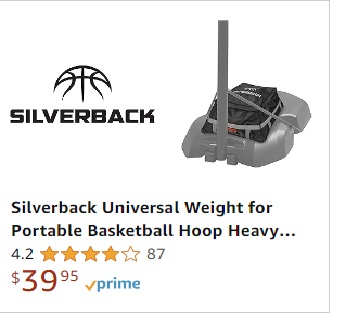 SILVERBACK
Silverback Universal Weight for
Portable Basketball Hoop Heavy...
4.2 87
$39.95
prime